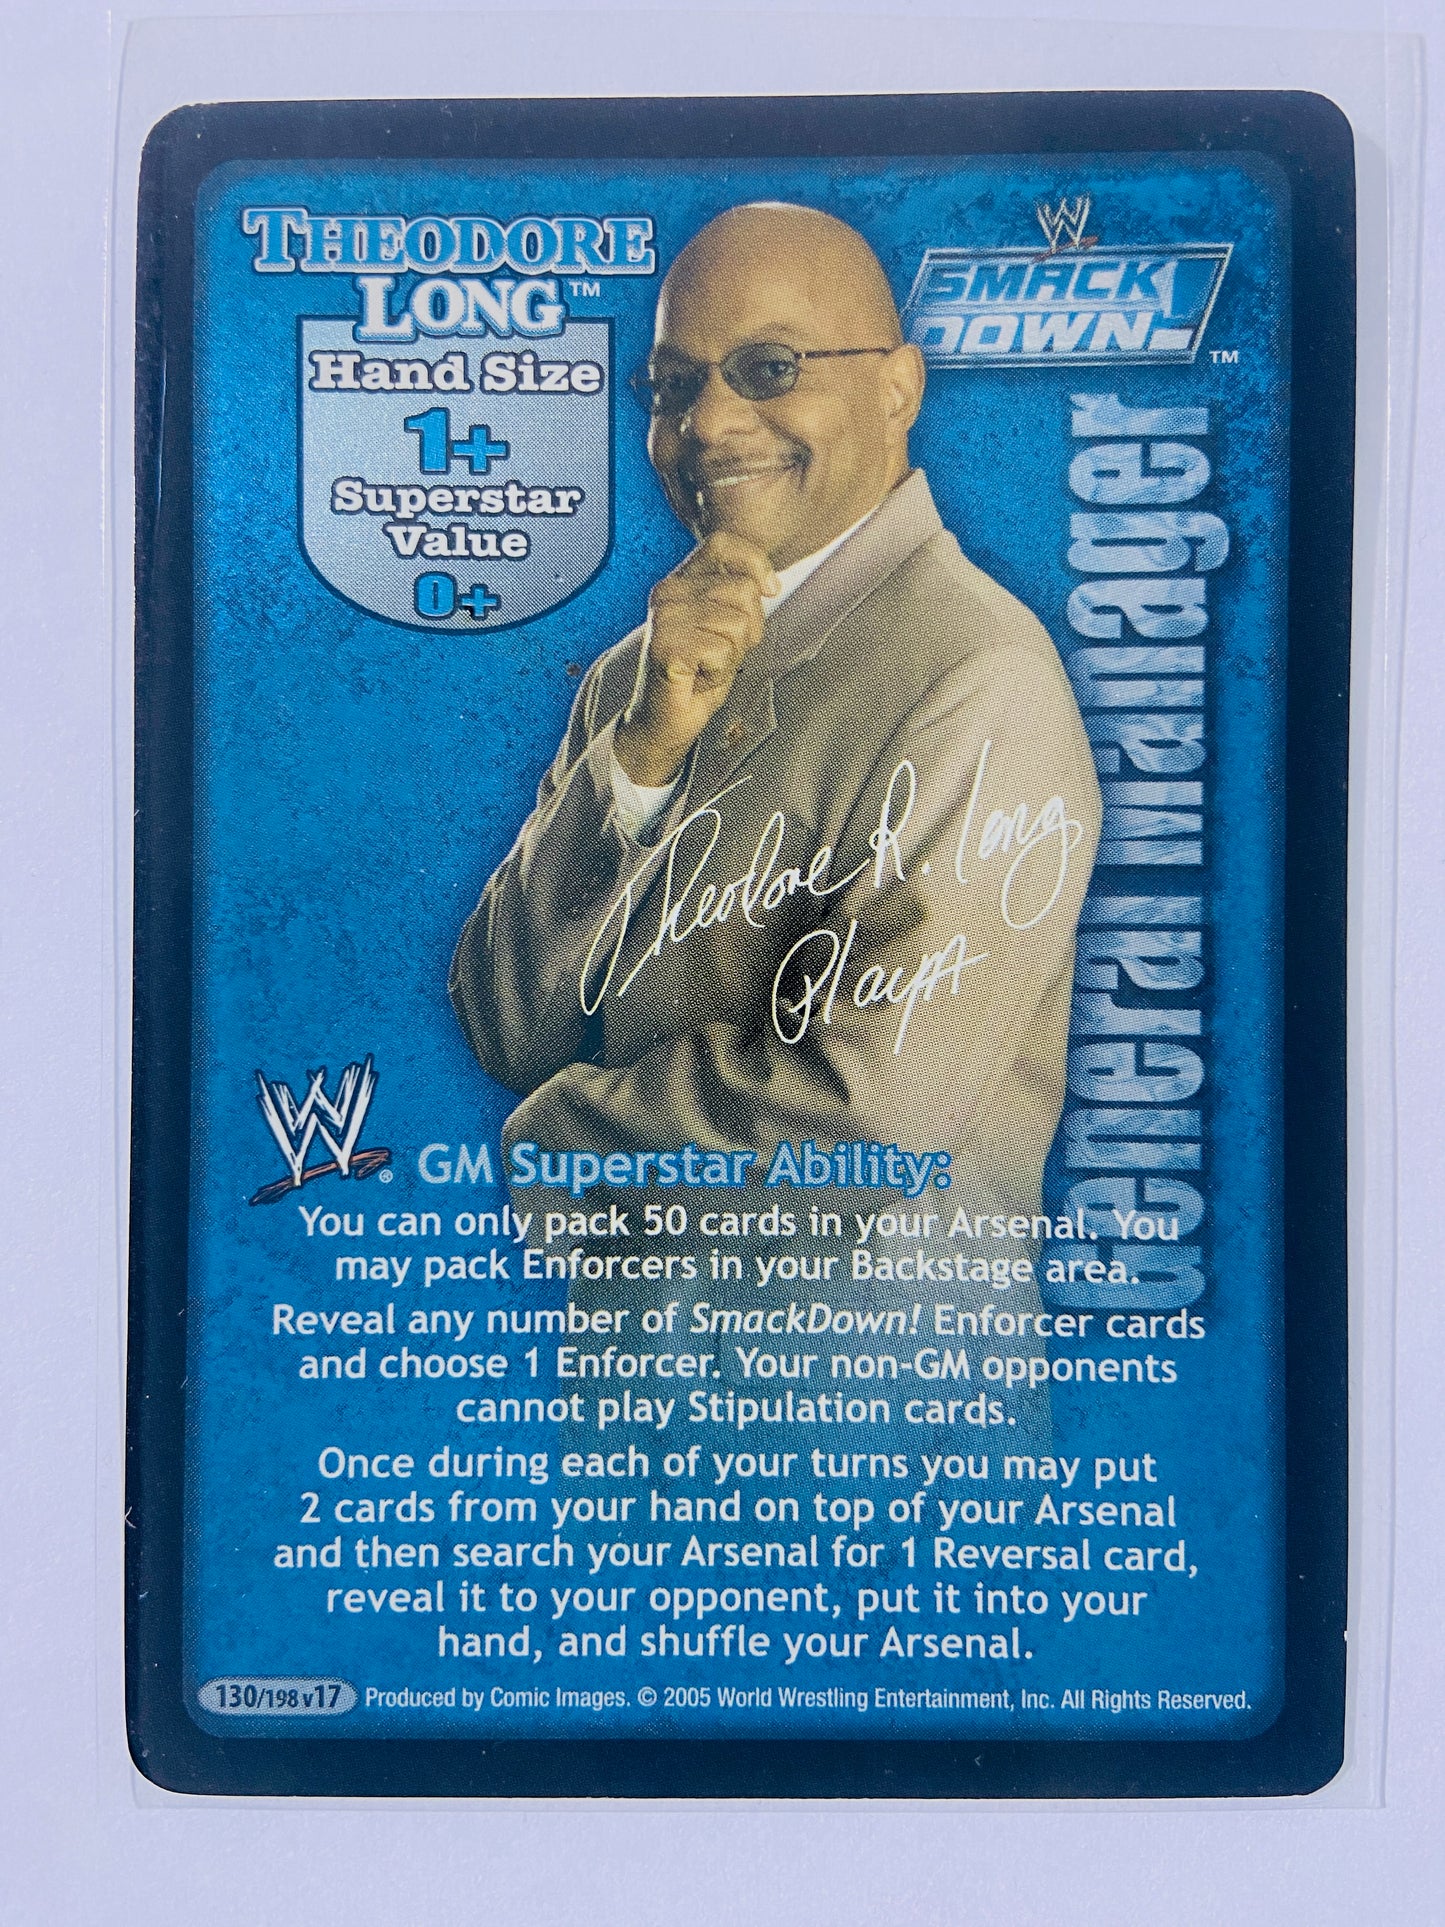 THEODORE
LONG™
Hand Size
1+
Superstar
Value
0+
W
SMACK
DOWN!™
General Manager
Theodore R. Long
Playa
W® GM Superstar Ability:
You can only pack 50 cards in your Arsenal. You
may pack Enforcers in your Backstage area.
Reveal any number of SmackDown! Enforcer cards
and choose 1 Enforcer. Your non-GM opponents
cannot play Stipulation cards.
Once during each of your turns you may put
2 cards from your hand on top of your Arsenal
and then search your Arsenal for 1 Reversal card,
reveal it to your opponent, put it into your
hand, and shuffle your Arsenal.
130/198 v17 Produced by Comic Images. © 2005 World Wrestling Entertainment, Inc. All Rights Reserved.